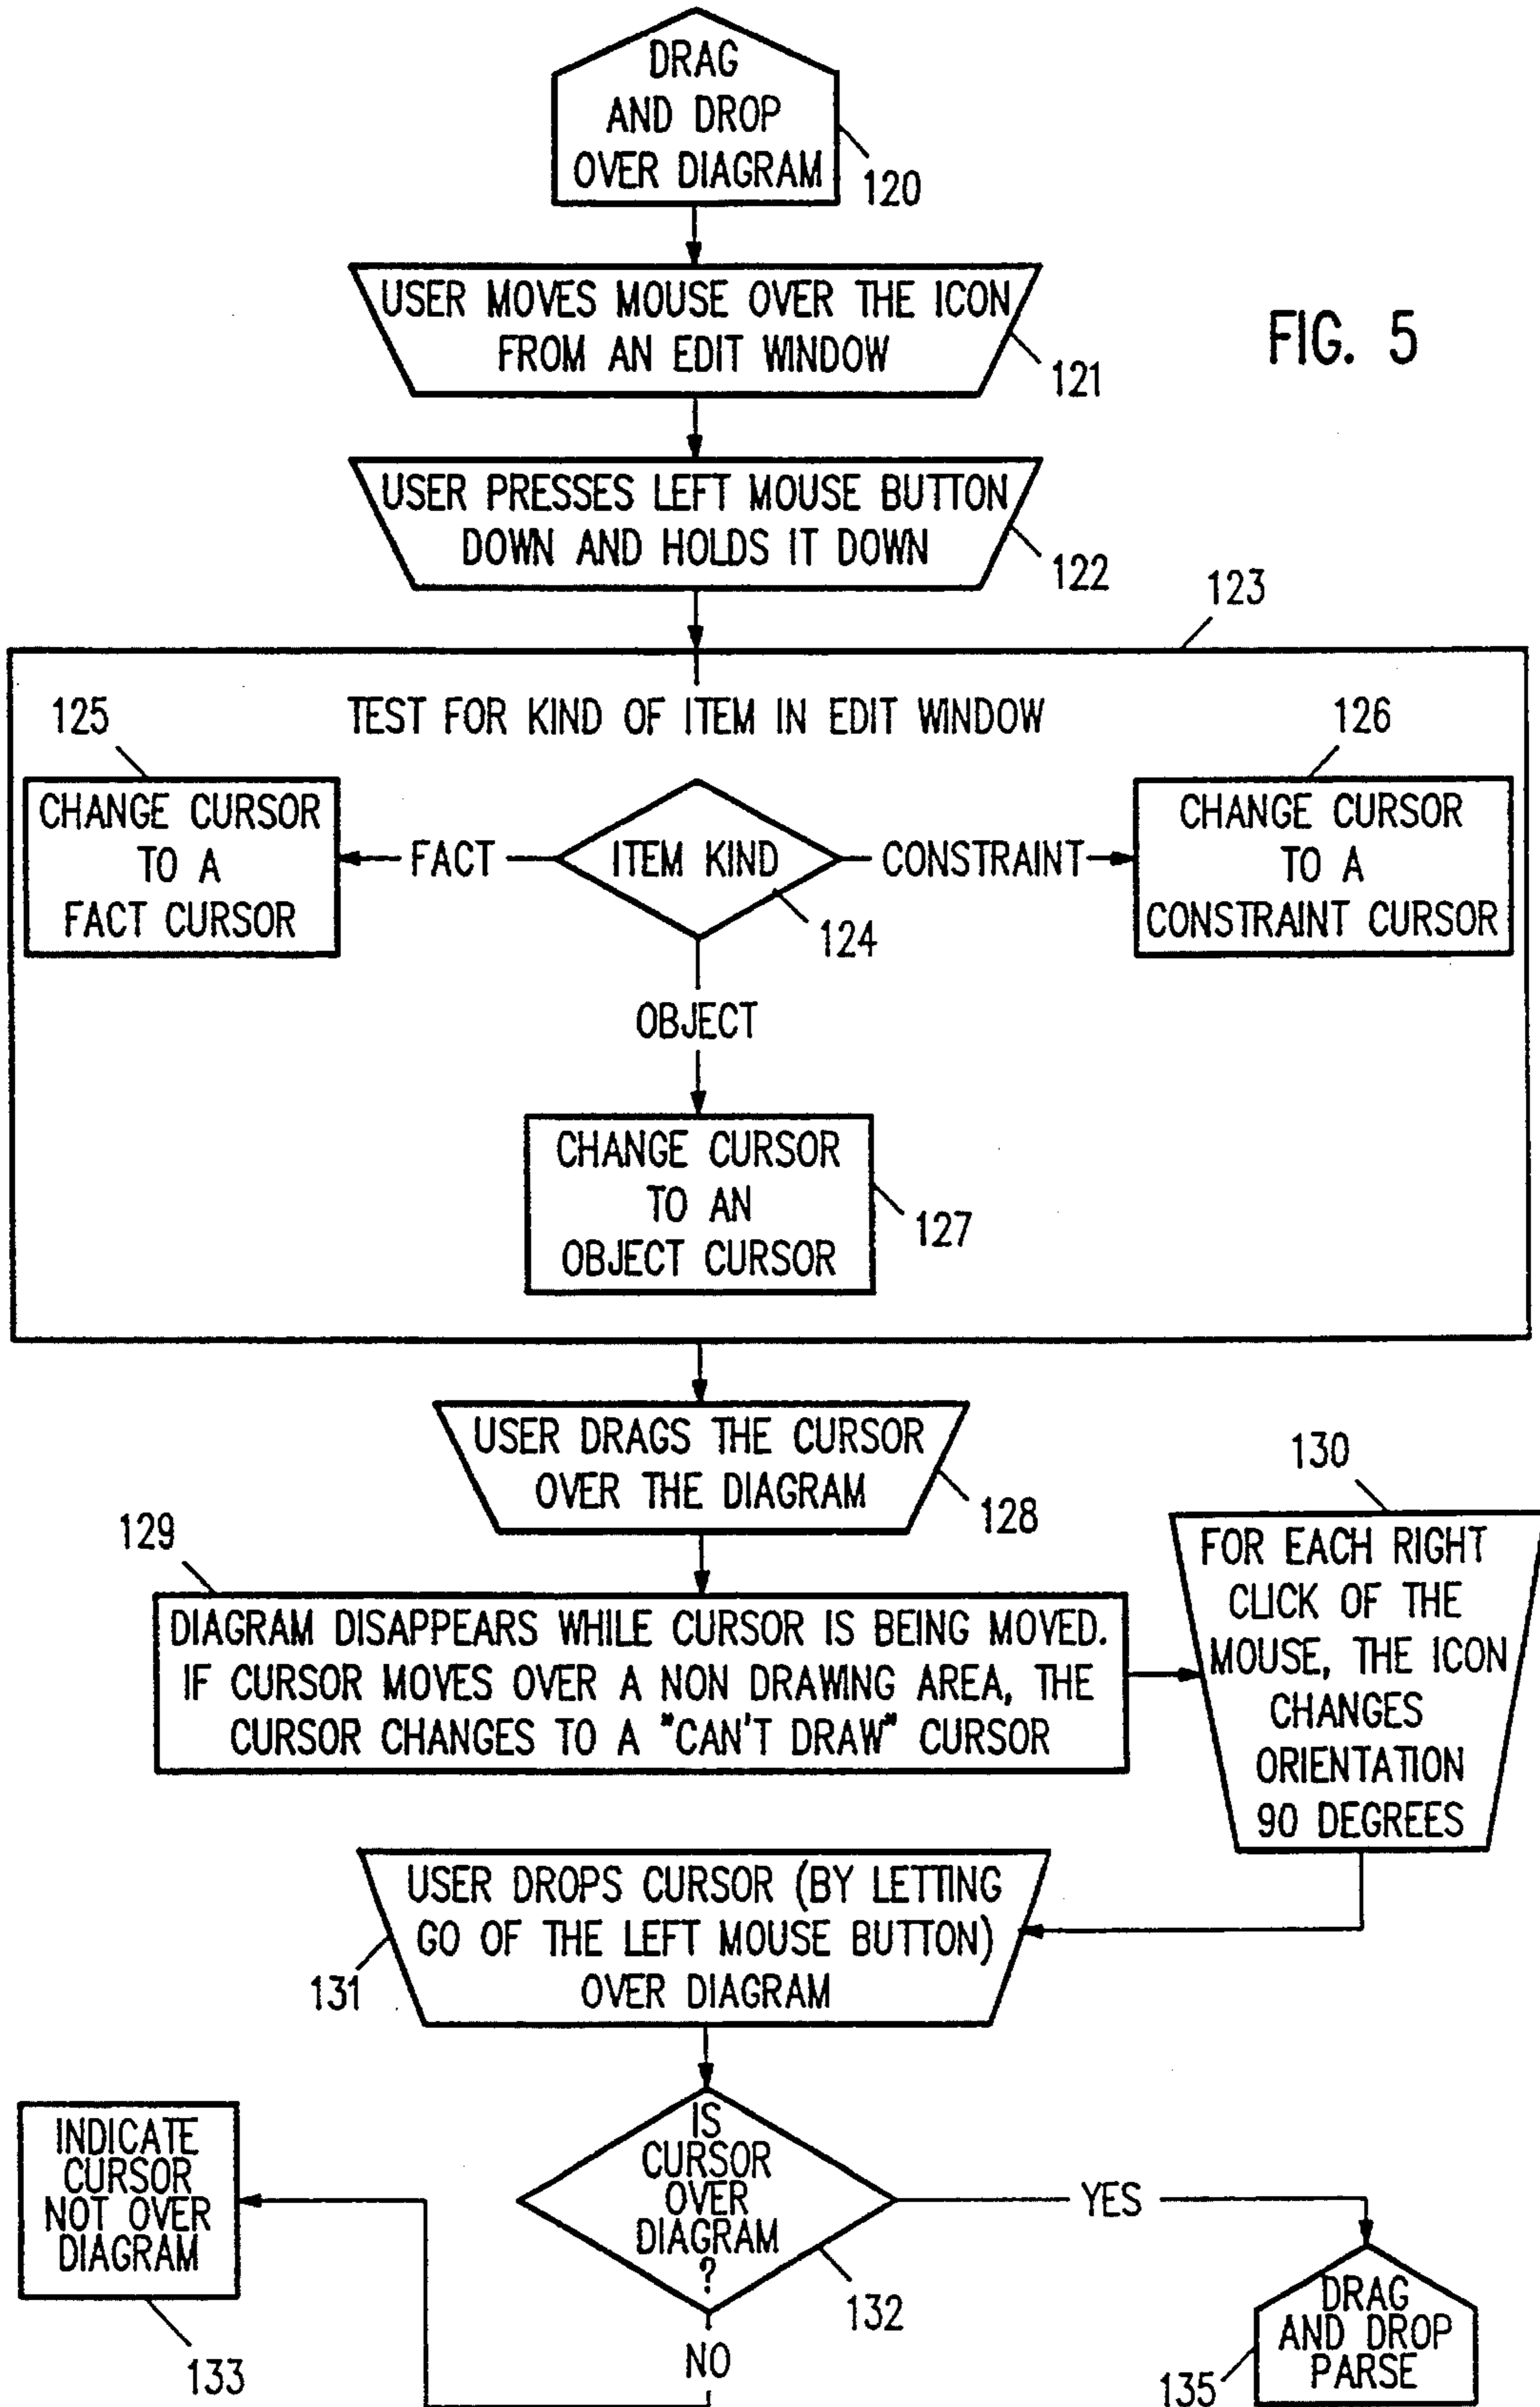 DRAG
AND DROP
OVER DIAGRAM
120
USER MOVES MOUSE OVER THE ICON
FROM AN EDIT WINDOW
121
FIG. 5
USER PRESSES LEFT MOUSE BUTTON
DOWN AND HOLDS IT DOWN
122
123
TEST FOR KIND OF ITEM IN EDIT WINDOW
125
CHANGE CURSOR
TO A
FACT CURSOR
FACT
ITEM KIND
124
CONSTRAINT
126
CHANGE CURSOR
TO A
CONSTRAINT CURSOR
OBJECT
CHANGE CURSOR
TO AN
OBJECT CURSOR
127
USER DRAGS THE CURSOR
OVER THE DIAGRAM
128
129
DIAGRAM DISAPPEARS WHILE CURSOR IS BEING MOVED.
IF CURSOR MOVES OVER A NON DRAWING AREA, THE
CURSOR CHANGES TO A "CAN'T DRAW" CURSOR
130
FOR EACH RIGHT
CLICK OF THE
MOUSE, THE ICON
CHANGES
ORIENTATION
90 DEGREES
USER DROPS CURSOR (BY LETTING
GO OF THE LEFT MOUSE BUTTON)
OVER DIAGRAM
131
IS
CURSOR
OVER
DIAGRAM
?
132
NO
INDICATE
CURSOR
NOT OVER
DIAGRAM
133
YES
DRAG
AND DROP
PARSE
135